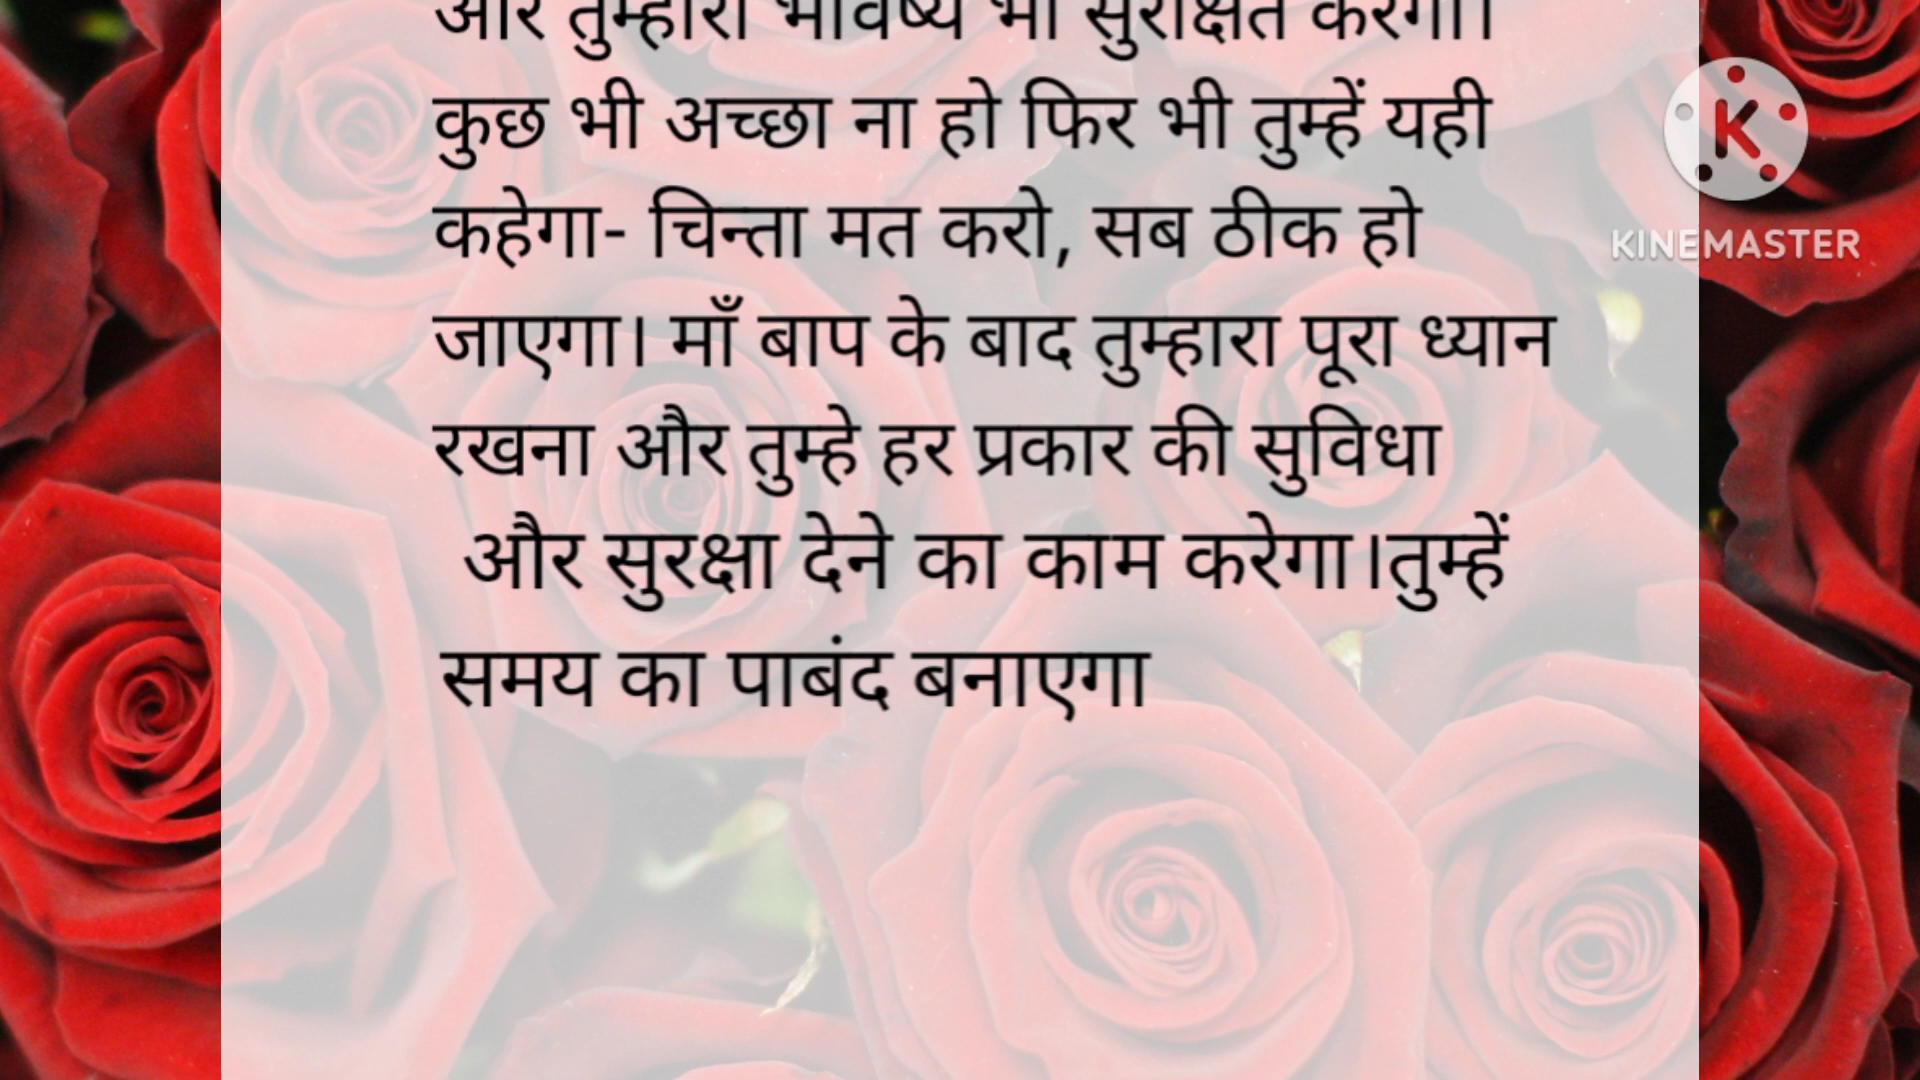 और तुम्हारा भविष्य भी सुरक्षित करेगा।
कुछ भी अच्छा ना हो फिर भी तुम्हें यही
कहेगा- चिन्ता मत करो, सब ठीक हो
जाएगा। माँ बाप के बाद तुम्हारा पूरा ध्यान
रखना और तुम्हे हर प्रकार की सुविधा
और सुरक्षा देने का काम करेगा।तुम्हें
समय का पाबंद बनाएगा
K
KINEMASTER